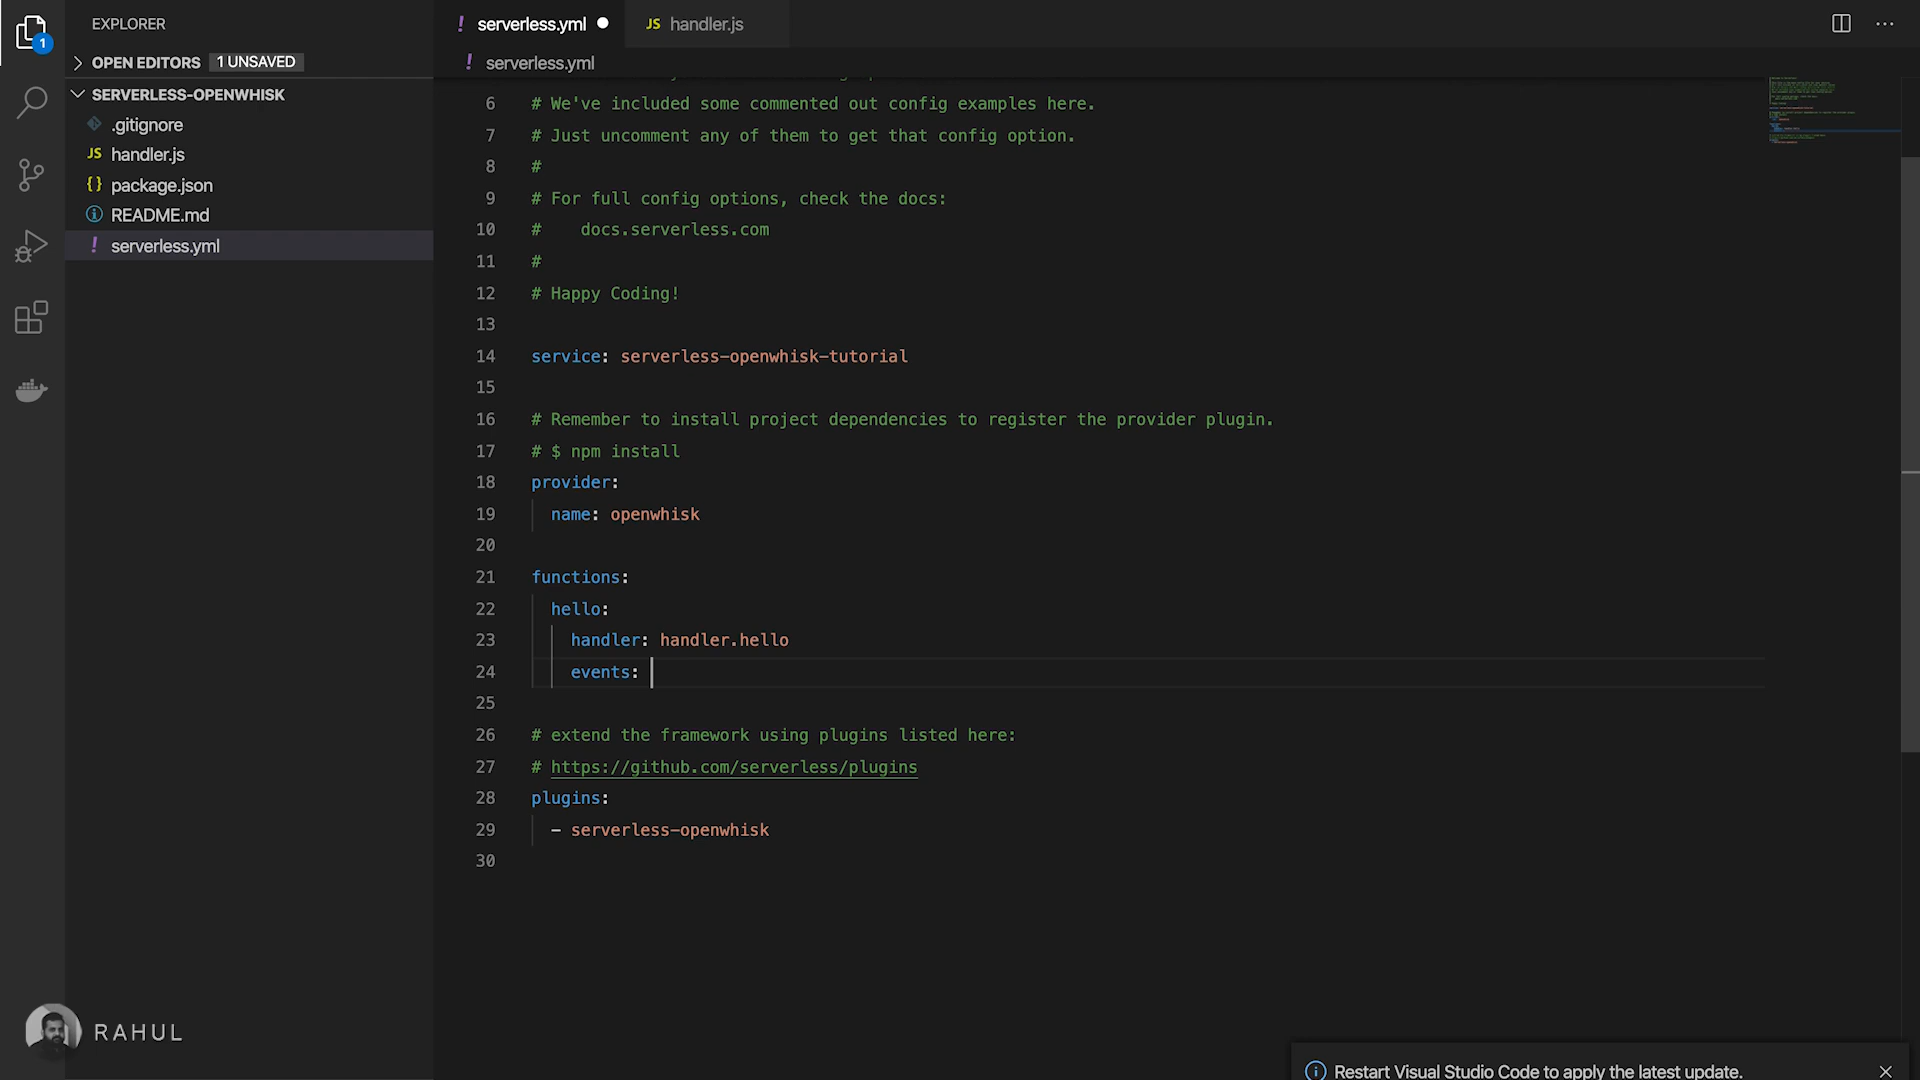 1
EXPLORER
OPEN EDITORS 1 UNSAVED
SERVERLESS-OPENWHISK
.gitignore
JS handler.js
{} package.json
README.md
! serverless.yml
! serverless.yml
JS handler.js
! serverless.yml
6 # We've included some commented out config examples here.
7 # Just uncomment any of them to get that config option.
8 #
9 # For full config options, check the docs:
10 #    docs.serverless.com
11 #
12 # Happy Coding!
13
14 service: serverless-openwhisk-tutorial
15
16 # Remember to install project dependencies to register the provider plugin.
17 # $ npm install
18 provider:
19   name: openwhisk
20
21 functions:
22   hello:
23     handler: handler.hello
24     events:
25
26 # extend the framework using plugins listed here:
27 # https://github.com/serverless/plugins
28 plugins:
29   - serverless-openwhisk
30
RAHUL
Restart Visual Studio Code to apply the latest update.